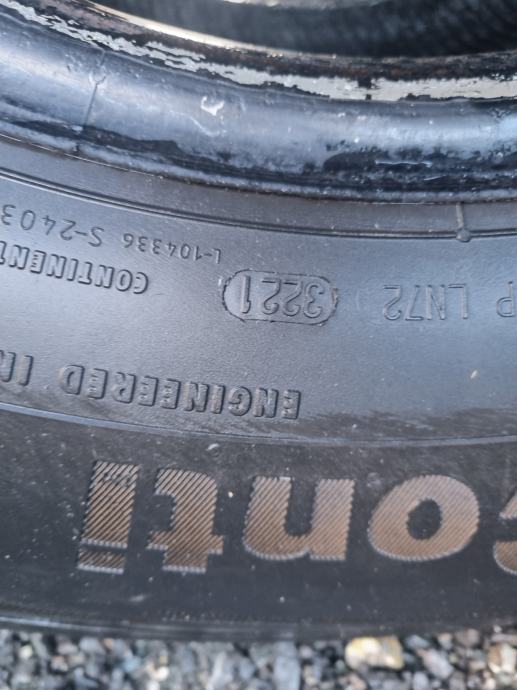 conti
ENGINEERED IN
P LN72 3221 CONTINENT
L-104336 S-2403